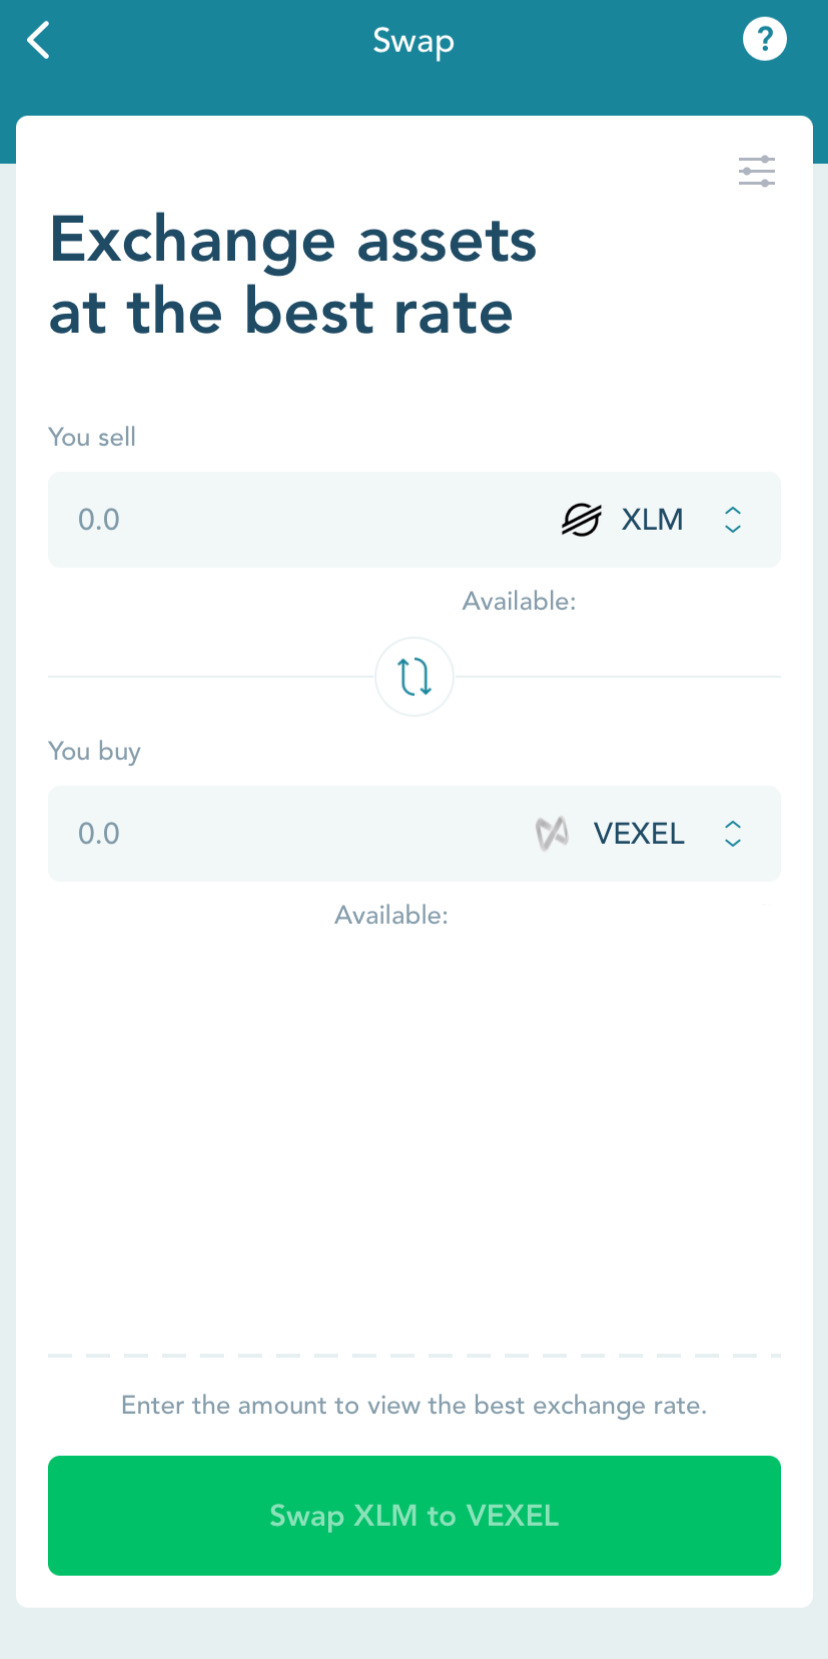 Swap
?
Exchange assets
at the best rate
You sell
0.0 XLM
Available:
You buy
0.0 VEXEL
Available:
Enter the amount to view the best exchange rate.
Swap XLM to VEXEL